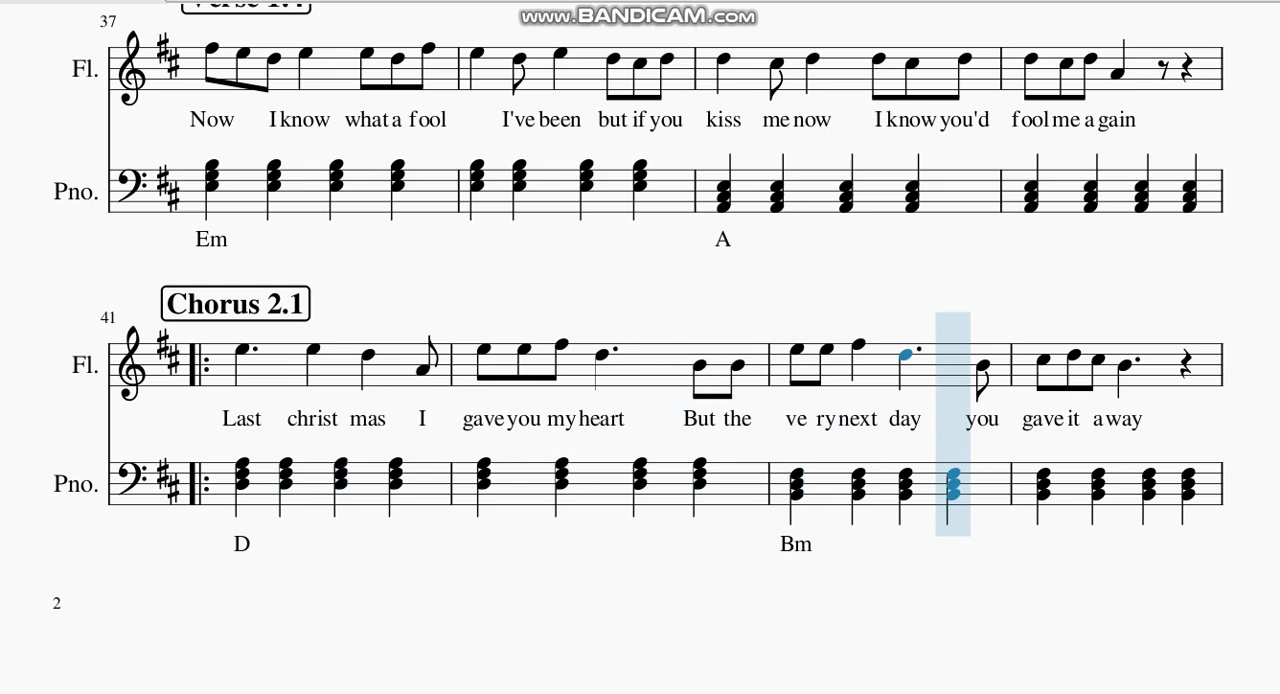 www.BANDICAM.com
37
Fl.
Now I know what a fool I've been but if you kiss me now I know you'd fool me a gain
Pno.
Em A
Chorus 2.1
41
Fl.
Last christ mas I gave you my heart But the ve ry next day you gave it a way
Pno.
D Bm
2